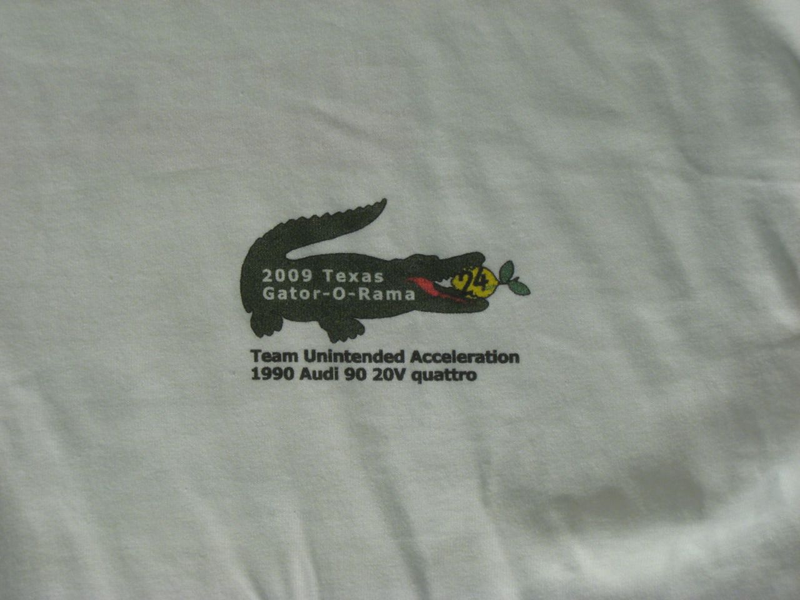 2009 Texas
Gator-O-Rama
24
Team Unintended Acceleration
1990 Audi 90 20V quattro